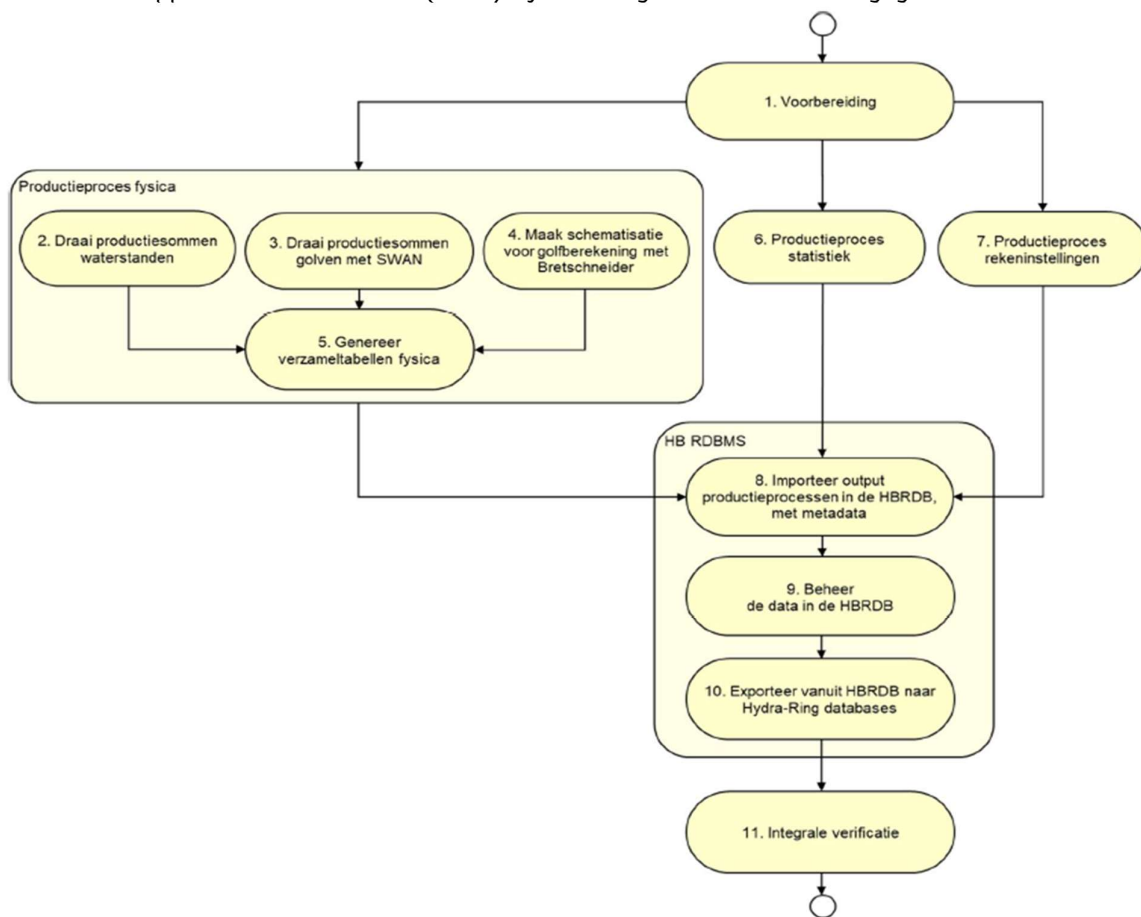 1. Voorbereiding
Productieproces fysica
2. Draai productiesommen
waterstanden
3. Draai productiesommen
golven met SWAN
4. Maak schematisatie
voor golfberekening met
Bretschneider
5. Genereer
verzameltabellen fysica
6. Productieproces
statistiek
7. Productieproces
rekeninstellingen
HB RDBMS
8. Importeer output
productieprocessen in de HBRDB,
met metadata
9. Beheer
de data in de HBRDB
10. Exporteer vanuit HBRDB naar
Hydra-Ring databases
11. Integrale verificatie